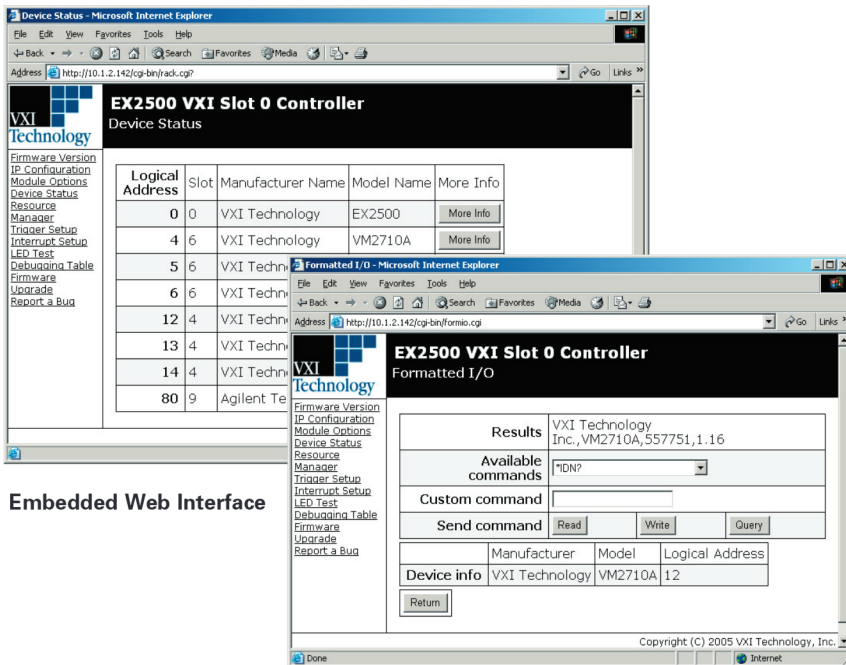 Device Status - Microsoft Internet Explorer
File Edit View Favorites Tools Help
Back Search Favorites Media
Address http://10.1.2.142/cgi-bin/rack.cgi? Go Links »
VXI Technology
EX2500 VXI Slot 0 Controller
Device Status
Firmware Version
IP Configuration
Module Options
Device Status
Resource
Manager
Trigger Setup
Interrupt Setup
LED Test
Debugging Table
Firmware
Upgrade
Report a Bug
Logical Address Slot Manufacturer Name Model Name More Info
0 0 VXI Technology EX2500 More Info
4 6 VXI Technology VM2710A More Info
5 6 VXI Techn
6 6 VXI Techn
12 4 VXI Techn
13 4 VXI Techn
14 4 VXI Techn
80 9 Agilent Te
Embedded Web Interface
Formatted I/O - Microsoft Internet Explorer
File Edit View Favorites Tools Help
Back Search Favorites Media
Address http://10.1.2.142/cgi-bin/formio.cgi Go Links »
VXI Technology
EX2500 VXI Slot 0 Controller
Formatted I/O
Firmware Version
IP Configuration
Module Options
Device Status
Resource
Manager
Trigger Setup
Interrupt Setup
LED Test
Debugging Table
Firmware
Upgrade
Report a Bug
Results VXI Technology
Inc.,VM2710A,557751,1.16
Available
commands *IDN?
Custom command
Send command Read Write Query
Manufacturer Model Logical Address
Device info VXI Technology VM2710A 12
Return
Copyright (C) 2005 VXI Technology, Inc.
Done Internet